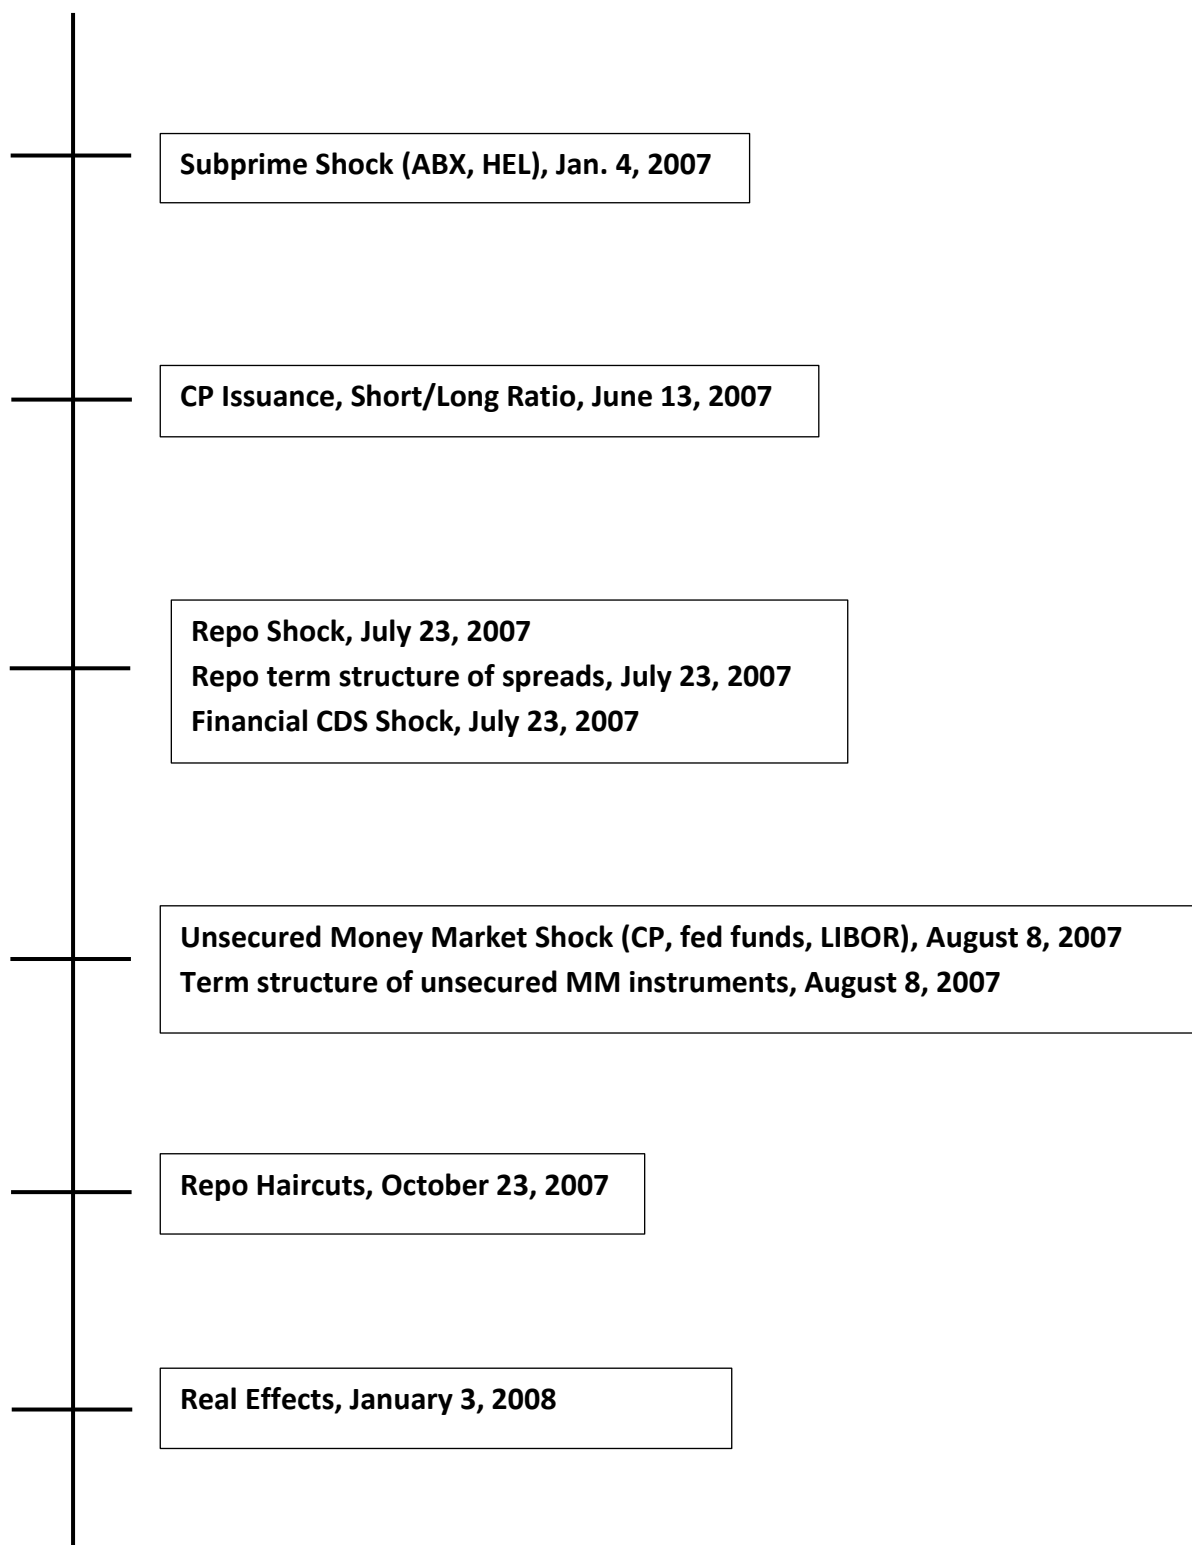 Subprime Shock (ABX, HEL), Jan. 4, 2007
CP Issuance, Short/Long Ratio, June 13, 2007
Repo Shock, July 23, 2007
Repo term structure of spreads, July 23, 2007
Financial CDS Shock, July 23, 2007
Unsecured Money Market Shock (CP, fed funds, LIBOR), August 8, 2007
Term structure of unsecured MM instruments, August 8, 2007
Repo Haircuts, October 23, 2007
Real Effects, January 3, 2008